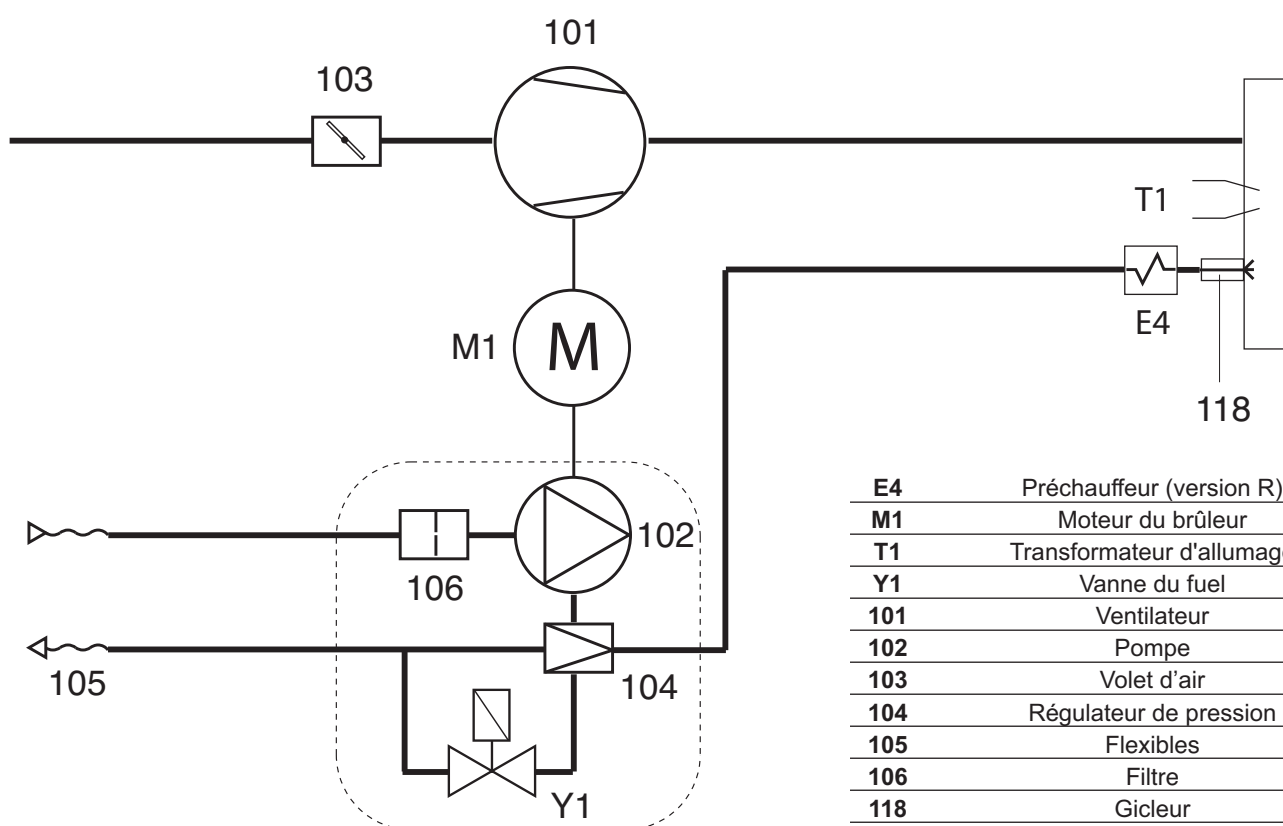 101
103
T1
M1
M
E4
118
102
106
105
104
Y1
E4 Préchauffeur (version R)
M1 Moteur du brûleur
T1 Transformateur d'allumag
Y1 Vanne du fuel
101 Ventilateur
102 Pompe
103 Volet d’air
104 Régulateur de pression
105 Flexibles
106 Filtre
118 Gicleur